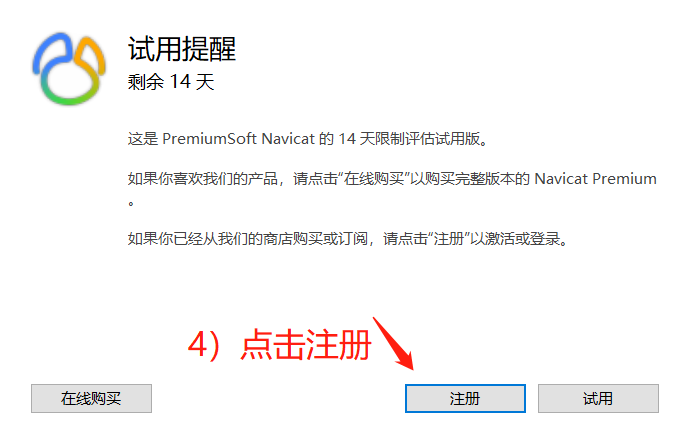 试用提醒
剩余 14 天
这是 PremiumSoft Navicat 的 14 天限制评估试用版。
如果你喜欢我们的产品，请点击“在线购买”以购买完整版本的 Navicat Premium
。
如果你已经从我们的商店购买或订阅，请点击“注册”以激活或登录。
4）点击注册
在线购买
注册
试用